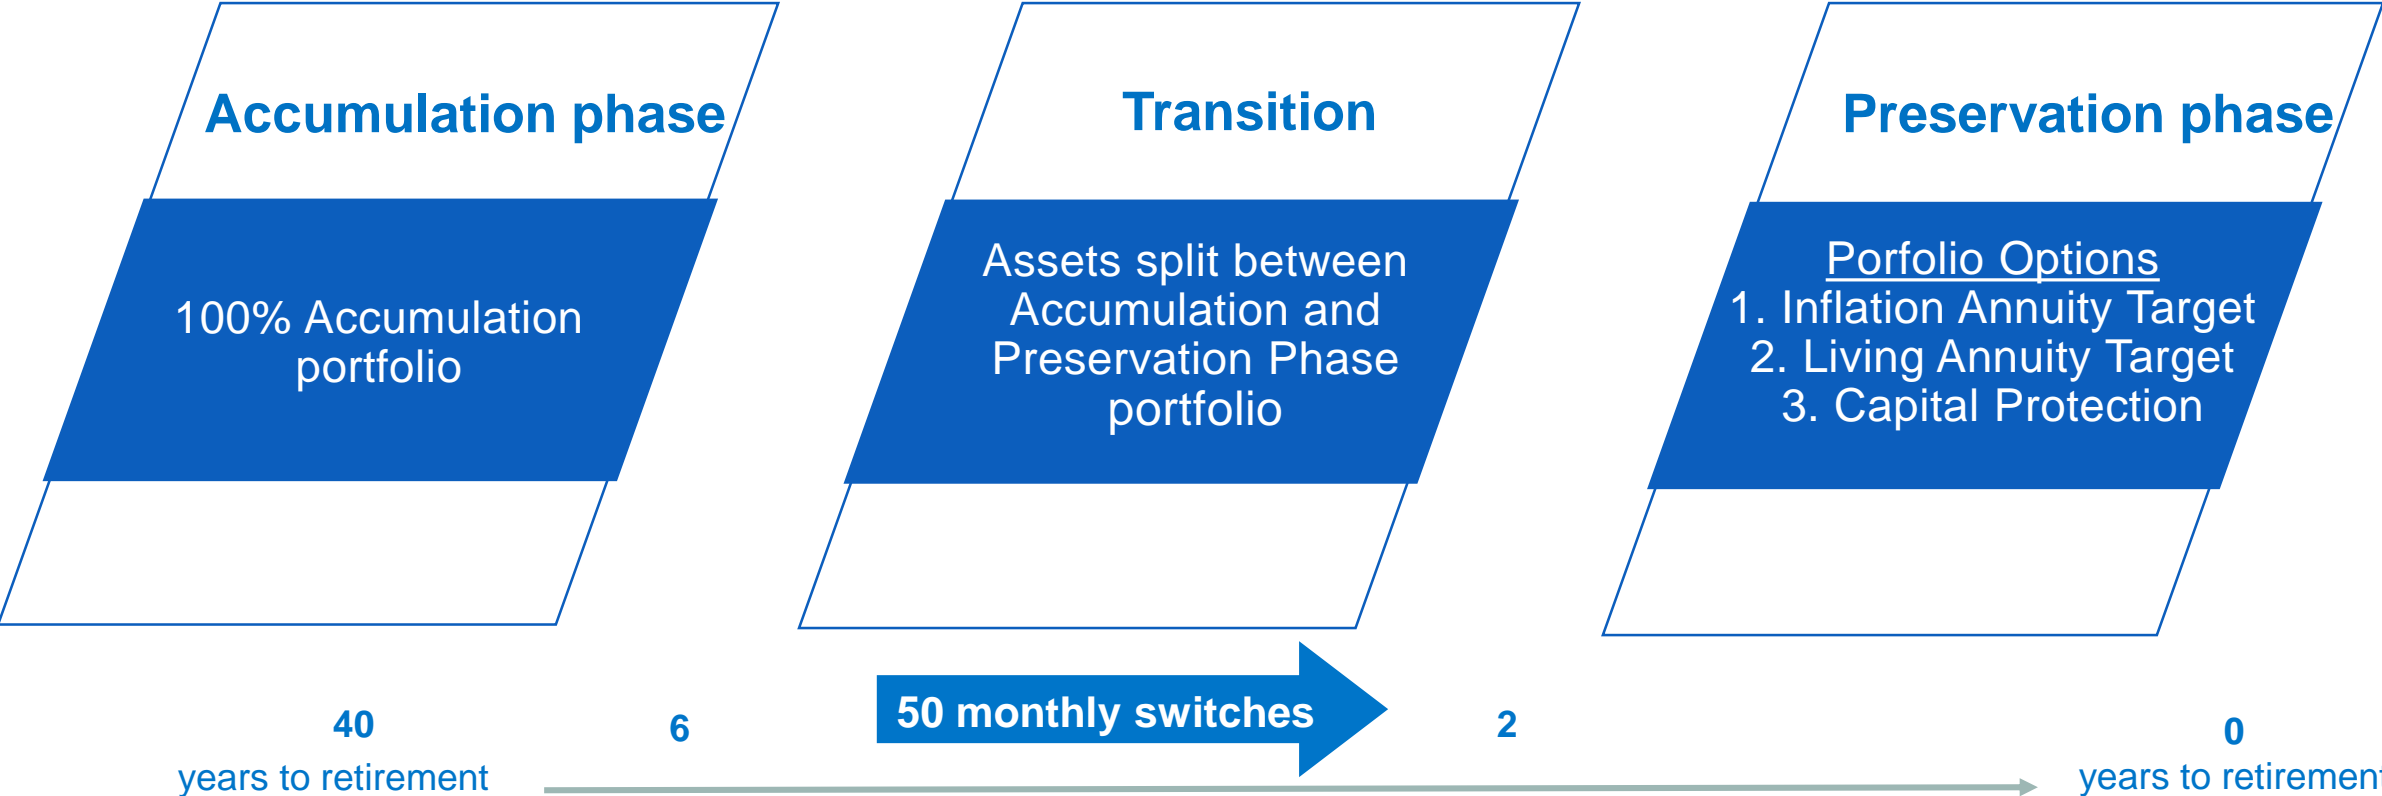 Accumulation phase
100% Accumulation
portfolio
Transition
Assets split between
Accumulation and
Preservation Phase
portfolio
Preservation phase
Porfolio Options
1. Inflation Annuity Target
2. Living Annuity Target
3. Capital Protection
40
years to retirement
6
50 monthly switches
2
0
years to retirement